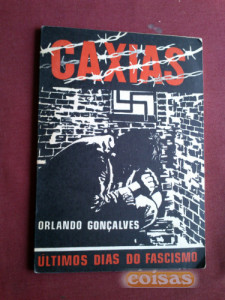 CAXIAS
ORLANDO GONÇALVES
ULTIMOS DIAS DO FASCISMO
coisas